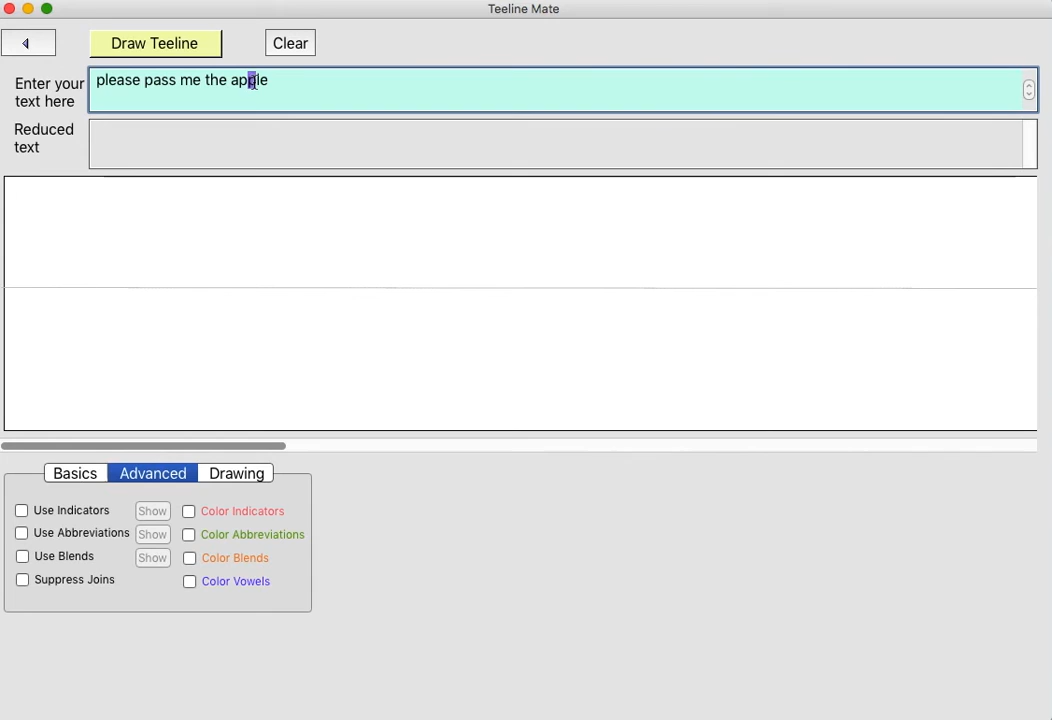 Teeline Mate
Draw Teeline Clear
Enter your text here
please pass me the apple
Reduced text
Basics Advanced Drawing
Use Indicators Show Color Indicators
Use Abbreviations Show Color Abbreviations
Use Blends Show Color Blends
Suppress Joins Color Vowels